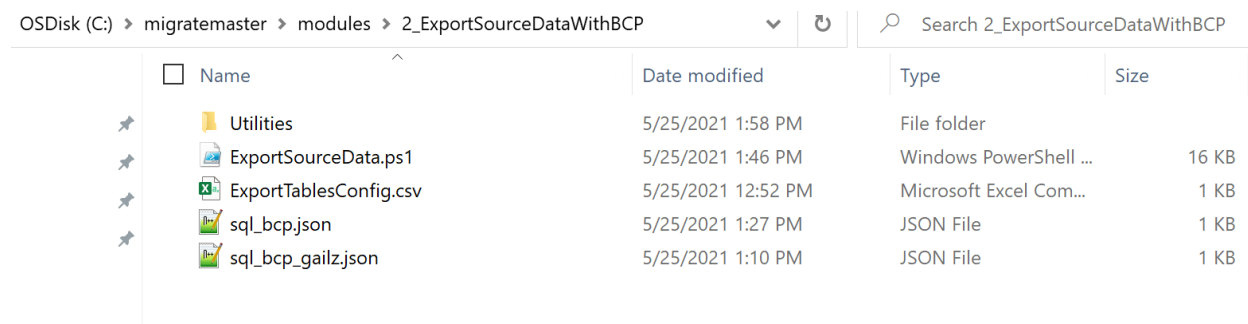 OSDisk (C:) > migratemaster > modules > 2_ExportSourceDataWithBCP Search 2_ExportSourceDataWithBCP
Name Date modified Type Size
Utilities 5/25/2021 1:58 PM File folder
ExportSourceData.ps1 5/25/2021 1:46 PM Windows PowerShell ... 16 KB
ExportTablesConfig.csv 5/25/2021 12:52 PM Microsoft Excel Com... 1 KB
sql_bcp.json 5/25/2021 1:27 PM JSON File 1 KB
sql_bcp_gailz.json 5/25/2021 1:10 PM JSON File 1 KB